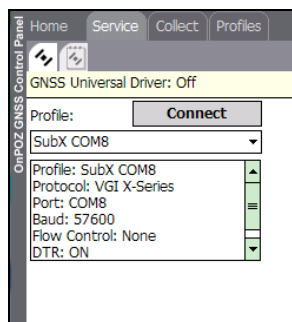 OnPOZ GNSS Control Panel
Home Service Collect Profiles
GNSS Universal Driver: Off
Profile: Connect
SubX COM8
Profile: SubX COM8
Protocol: VGI X-Series
Port: COM8
Baud: 57600
Flow Control: None
DTR: ON